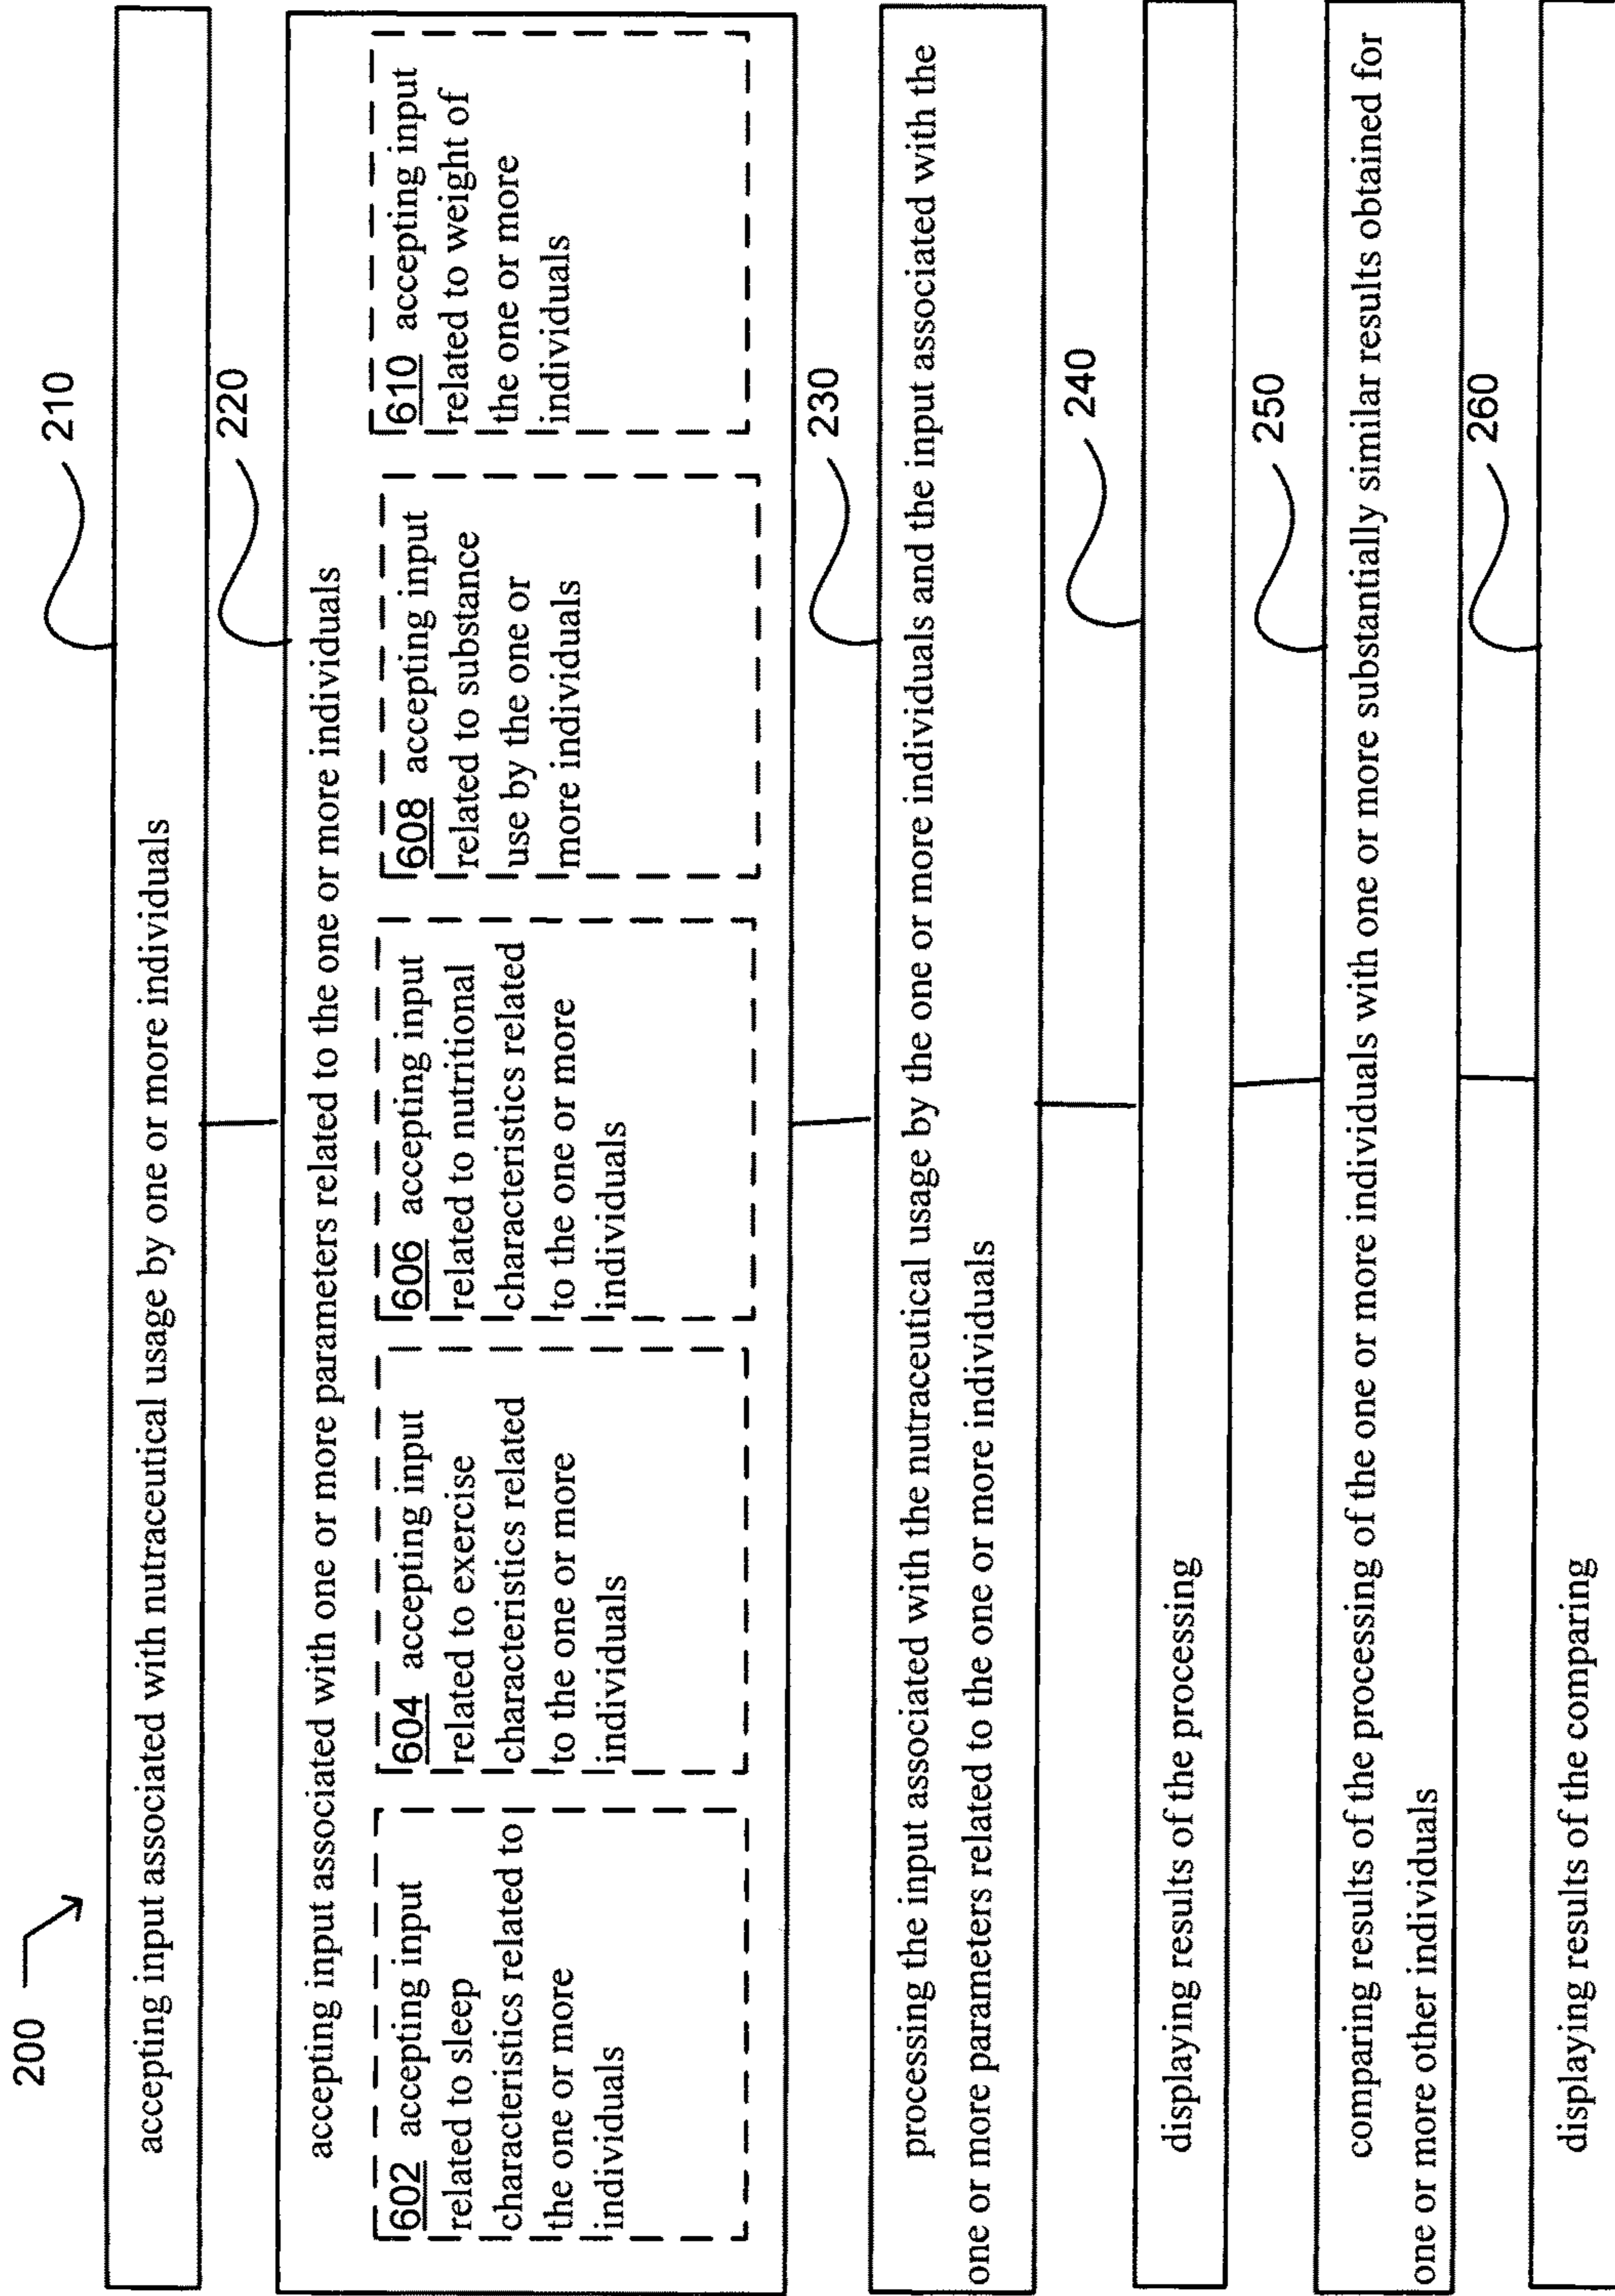 200
210
accepting input associated with nutraceutical usage by one or more individuals
220
accepting input associated with one or more parameters related to the one or more individuals
602 accepting input
related to sleep
characteristics related to
the one or more
individuals
604 accepting input
related to exercise
characteristics related
to the one or more
individuals
606 accepting input
related to nutritional
characteristics related
to the one or more
individuals
608 accepting input
related to substance
use by the one or
more individuals
610 accepting input
related to weight of
the one or more
individuals
230
processing the input associated with the nutraceutical usage by the one or more individuals and the input associated with the
one or more parameters related to the one or more individuals
240
displaying results of the processing
250
comparing results of the processing of the one or more individuals with one or more substantially similar results obtained for
one or more other individuals
260
displaying results of the comparing